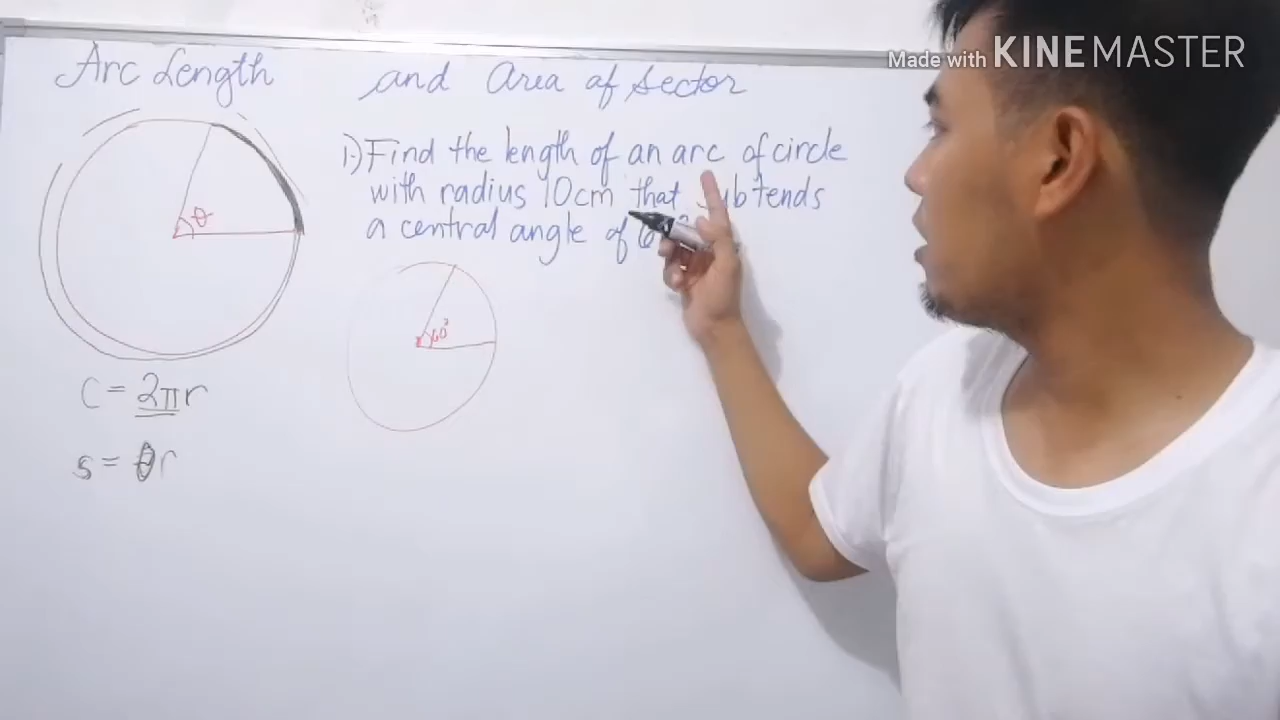 Made with KINEMASTER
Arc Length and Area of Sector
θ
1.) Find the length of an arc of circle
with radius 10cm that subtends
a central angle of
60°
C = 2πr
s = θr